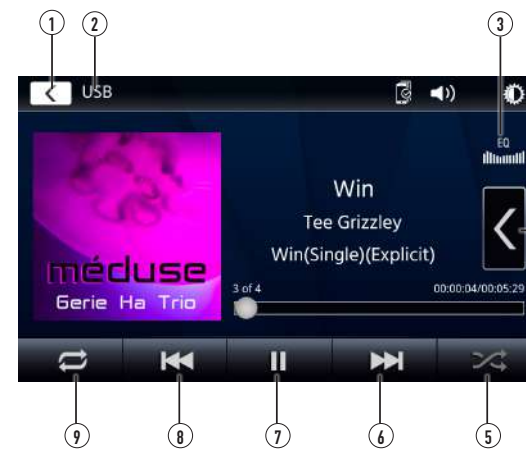 1 2 3
USB
EQ
Win
Tee Grizzley
Win(Single)(Explicit)
méduse
Gerie Ha Trio
3 of 4 00:00:04/00:05:29
9 8 7 6 5